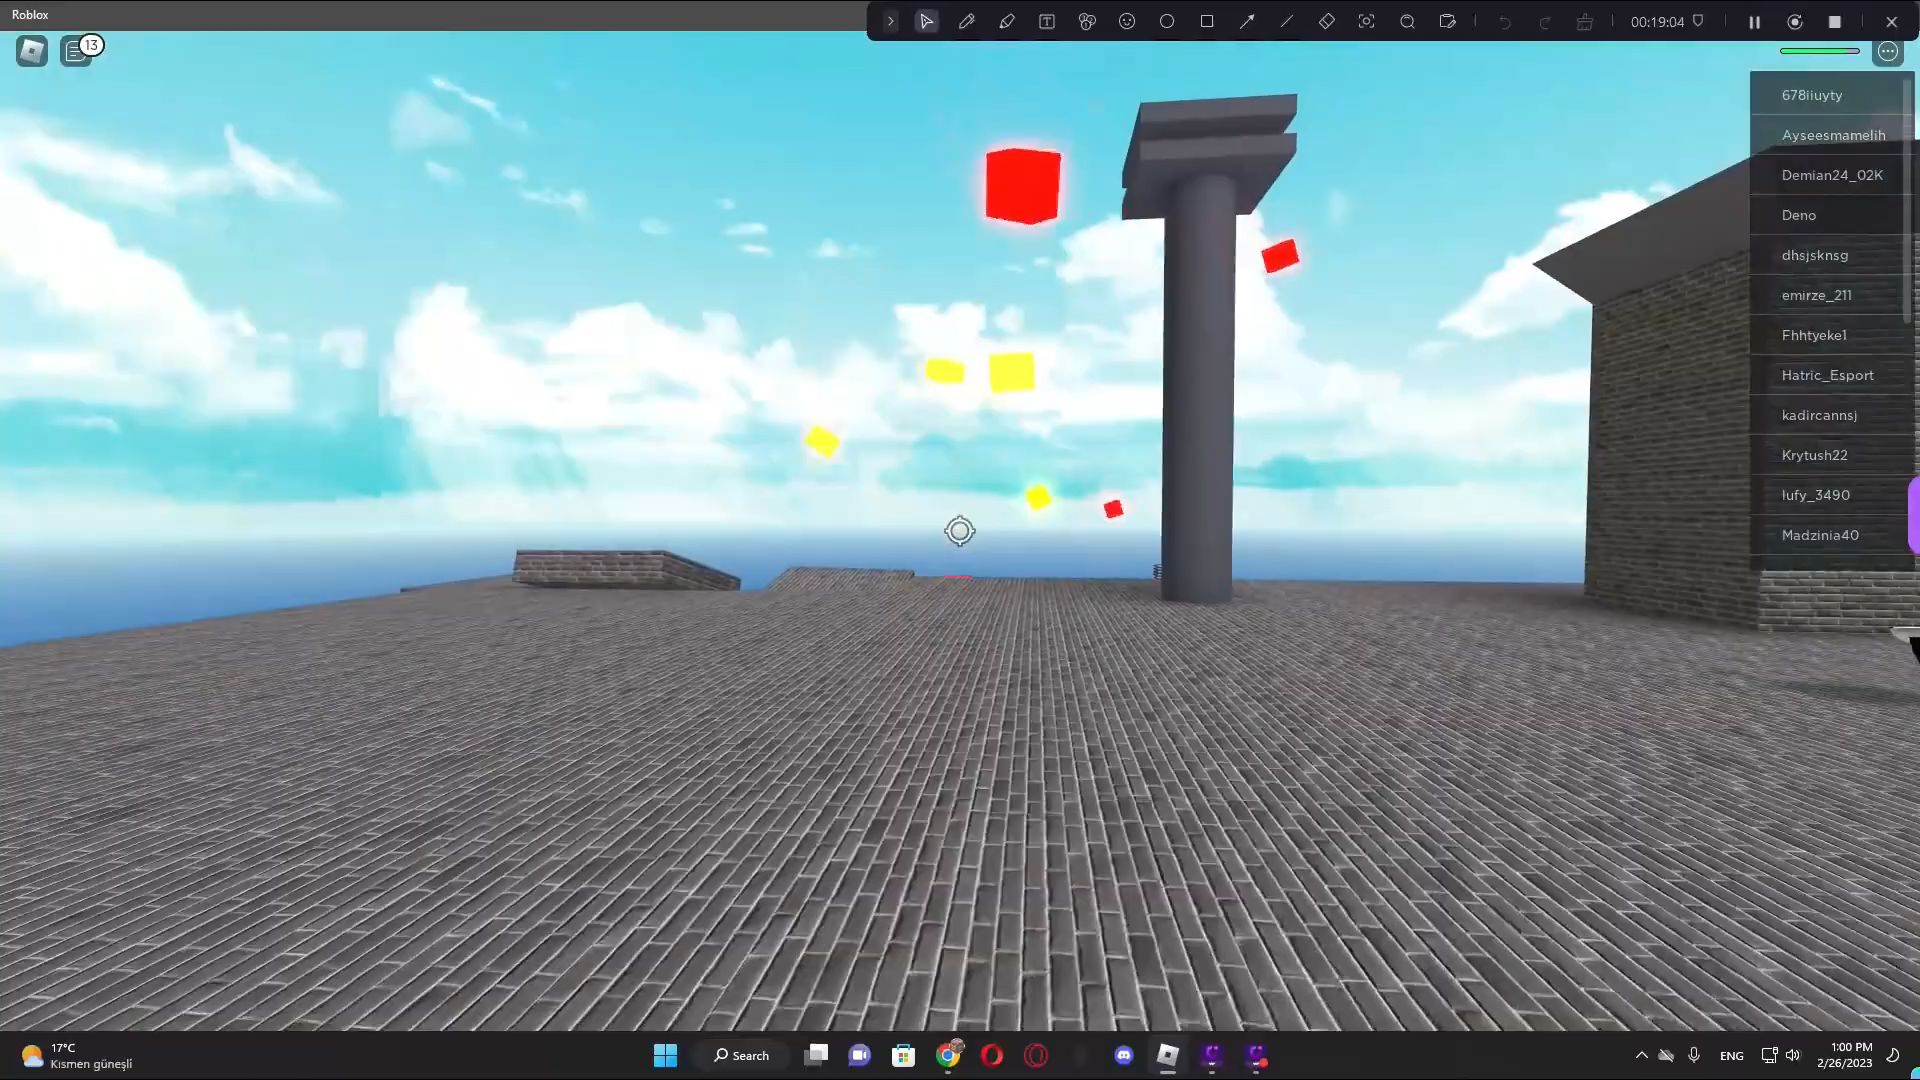 Roblox
00:19:04
13
678iiuyty
Ayseesmamelih
Demian24_02K
Deno
dhsjsknsg
emirze_211
Fhhtyeke1
Hatric_Esport
kadircannsj
Krytush22
lufy_3490
Madzinia40
17°C
Kısmen güneşli
Search
ENG
1:00 PM
2/26/2023